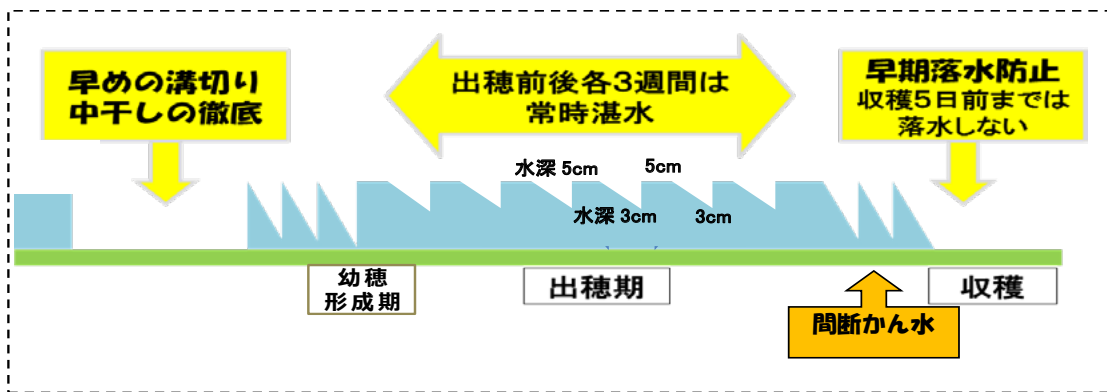 早めの溝切り
中干しの徹底
出穂前後各3週間は
常時湛水
早期落水防止
収穫5日前までは
落水しない
水深 5cm
5cm
水深 3cm
3cm
幼穂
形成期
出穂期
収穫
間断かん水